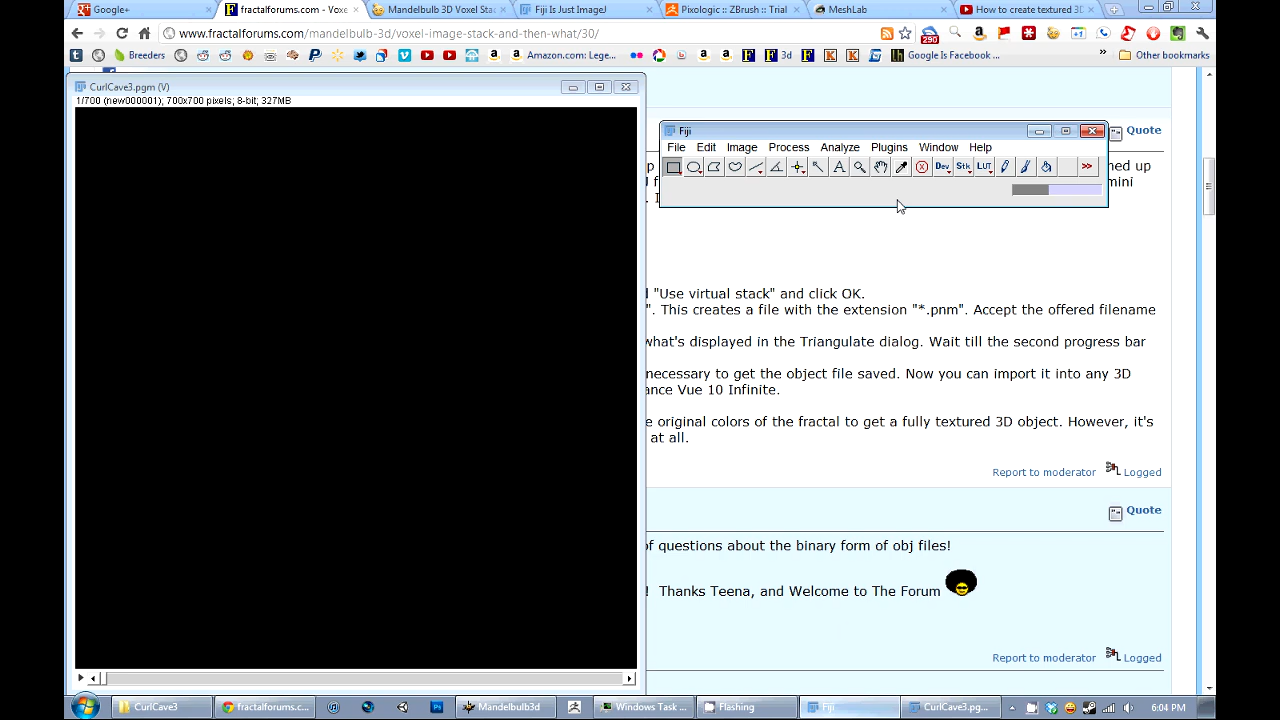 Google+
fractalforums.com - Voxe
Mandelbulb 3D Voxel Stac
Fiji Is Just ImageJ
Pixologic :: ZBrush :: Trial
MeshLab
How to create textured 3D
www.fractalforums.com/mandelbulb-3d/voxel-image-stack-and-then-what/30/
290
Breeders
Amazon.com: Lege...
3d
Google Is Facebook ...
Other bookmarks
CurlCave3.pgm (V)
1/700 (new000001); 700x700 pixels; 8-bit; 327MB
Fiji
File Edit Image Process Analyze Plugins Window Help
Dev Stk LUT >>
Quote
ned up
mini
"Use virtual stack" and click OK.
". This creates a file with the extension "*.pnm". Accept the offered filename
what's displayed in the Triangulate dialog. Wait till the second progress bar
necessary to get the object file saved. Now you can import it into any 3D
ance Vue 10 Infinite.
e original colors of the fractal to get a fully textured 3D object. However, it's
at all.
Report to moderator Logged
Quote
of questions about the binary form of obj files!
! Thanks Teena, and Welcome to The Forum
Report to moderator Logged
CurlCave3
fractalforums.c...
Mandelbulb3d
Windows Task ...
Flashing
Fiji
CurlCave3.pg...
6:04 PM